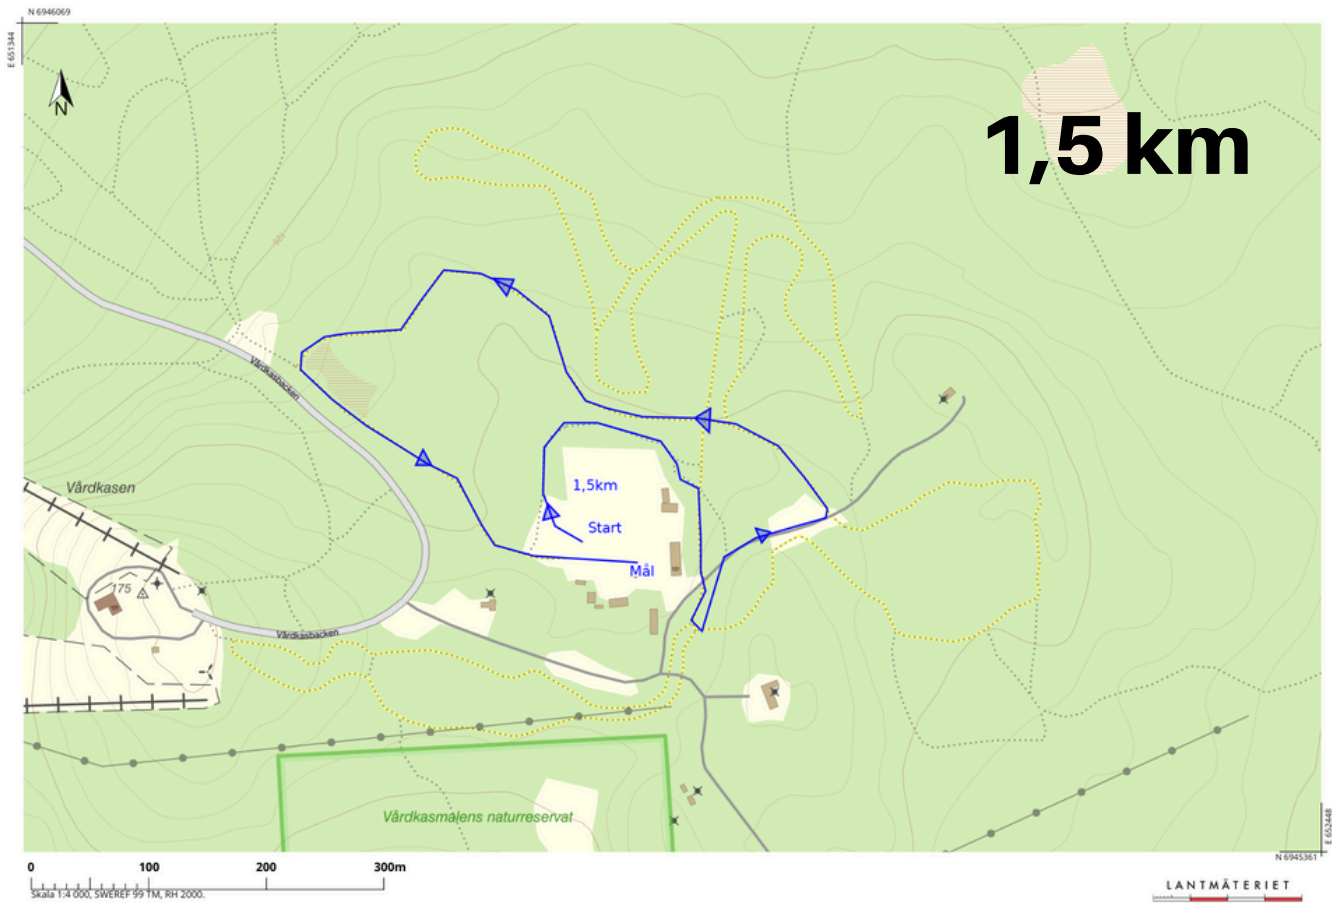 N 6946069
E 651344
N
1,5 km
Vårdkasbacken
1,5km
Vårdkasen
Start
Mål
175
Vårdkasbacken
Vårdkasmalens naturreservat
E 652448
N 6945361
0 100 200 300m
Skala 1:4 000, SWEREF 99 TM, RH 2000.
LANTMÄTERIET